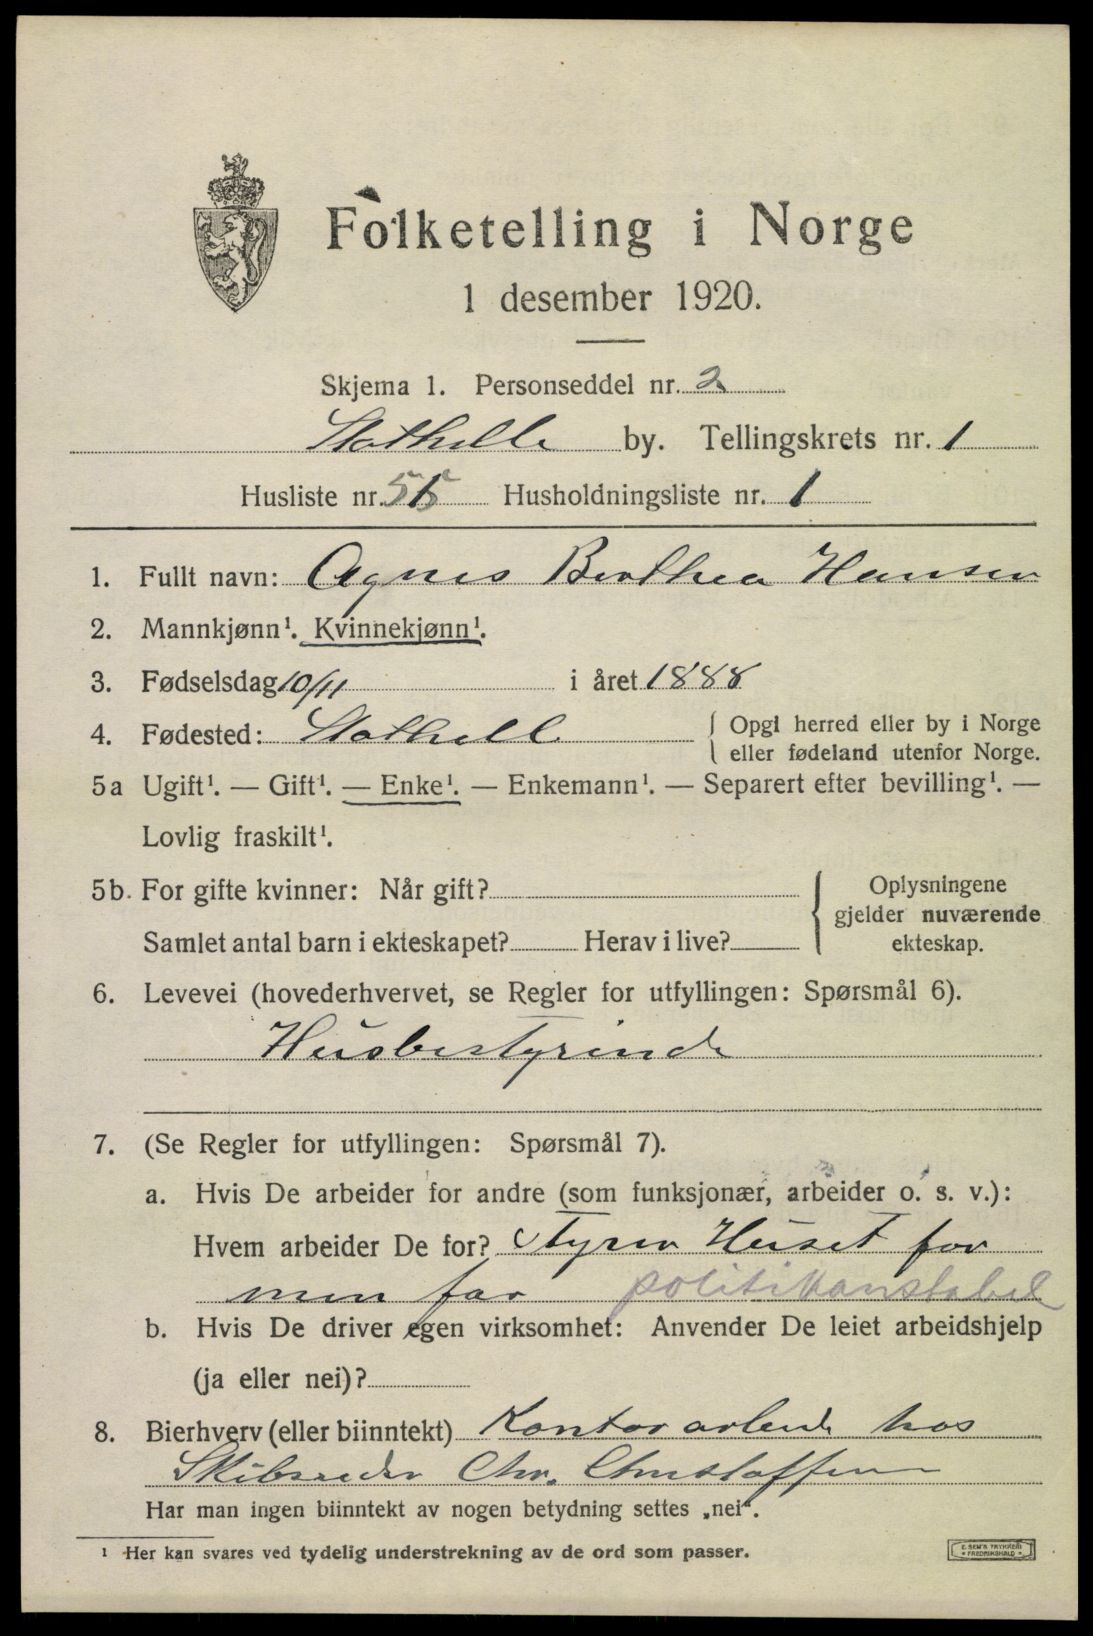 Folketelling i Norge
1 desember 1920.
Skjema 1. Personseddel nr. 2
Stathelle by. Tellingskrets nr. 1
Husliste nr. 55 Husholdningsliste nr. 1
1. Fullt navn: Agnes Berthea Hansen
2. Mannkjønn¹. Kvinnekjønn¹.
3. Fødselsdag 10/11 i året 1888
4. Fødested: Stathelle { Opgi herred eller by i Norge
eller fødeland utenfor Norge.
5a Ugift¹. — Gift¹. — Enke¹. — Enkemann¹. — Separert efter bevilling¹. —
Lovlig fraskilt¹.
5b. For gifte kvinner: Når gift? { Oplysningene
gjelder nuværende
Samlet antal barn i ekteskapet? Herav i live? ekteskap.
6. Levevei (hovederhvervet, se Regler for utfyllingen: Spørsmål 6).
Husbestyrinde
7. (Se Regler for utfyllingen: Spørsmål 7).
a. Hvis De arbeider for andre (som funksjonær, arbeider o. s. v.):
Hvem arbeider De for? Styrer Huset for
min far politikonstabel
b. Hvis De driver egen virksomhet: Anvender De leiet arbeidshjelp
(ja eller nei)?
8. Bierhverv (eller biinntekt) Kontorarbeide hos
Skibsreder Chr. Christoffersen
Har man ingen biinntekt av nogen betydning settes „nei“.
¹ Her kan svares ved tydelig understrekning av de ord som passer.
E. SEM'S TRYKKERI
FREDRIKSHALD